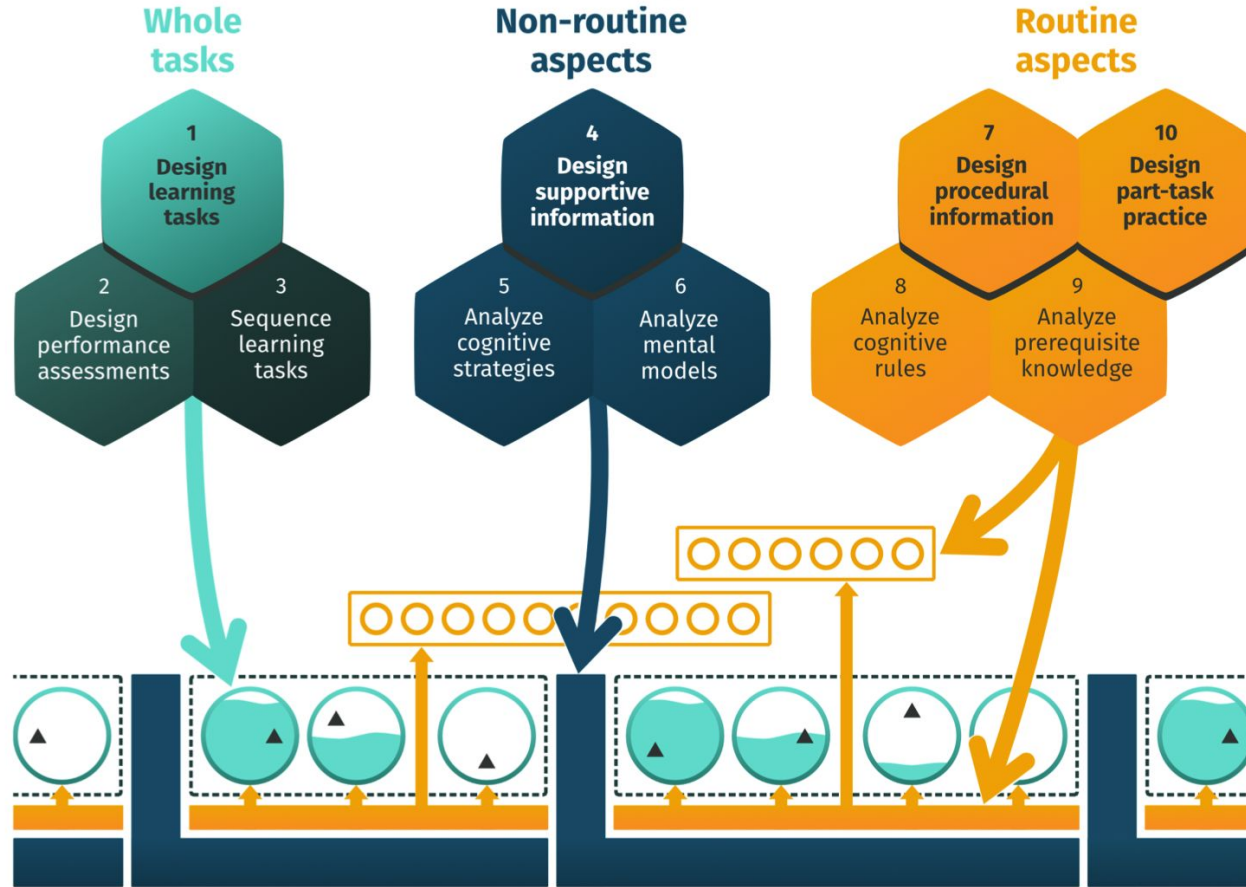 Whole
tasks
Non-routine
aspects
Routine
aspects
1
Design
learning
tasks
2
Design
performance
assessments
3
Sequence
learning
tasks
4
Design
supportive
information
5
Analyze
cognitive
strategies
6
Analyze
mental
models
7
Design
procedural
information
10
Design
part-task
practice
8
Analyze
cognitive
rules
9
Analyze
prerequisite
knowledge